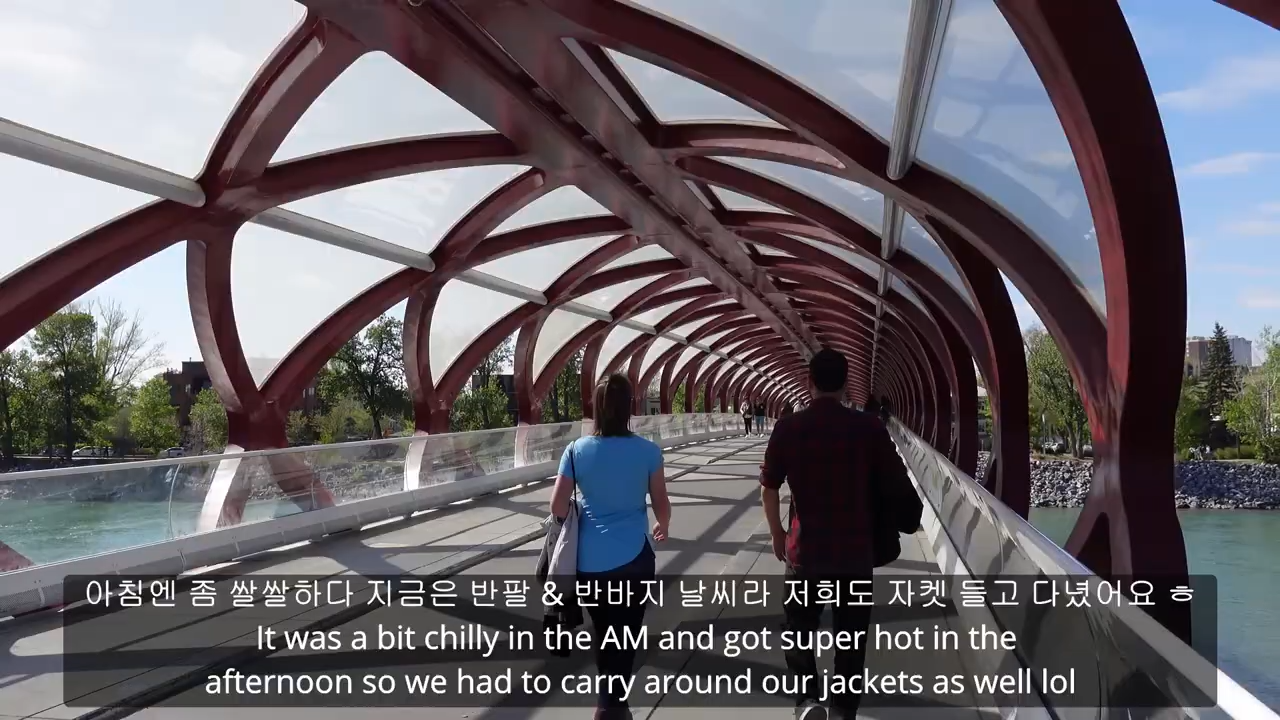 아침엔 좀 쌀쌀하다 지금은 반팔 & 반바지 날씨라 저희도 자켓 들고 다녔어요 ㅎ
It was a bit chilly in the AM and got super hot in the
afternoon so we had to carry around our jackets as well lol